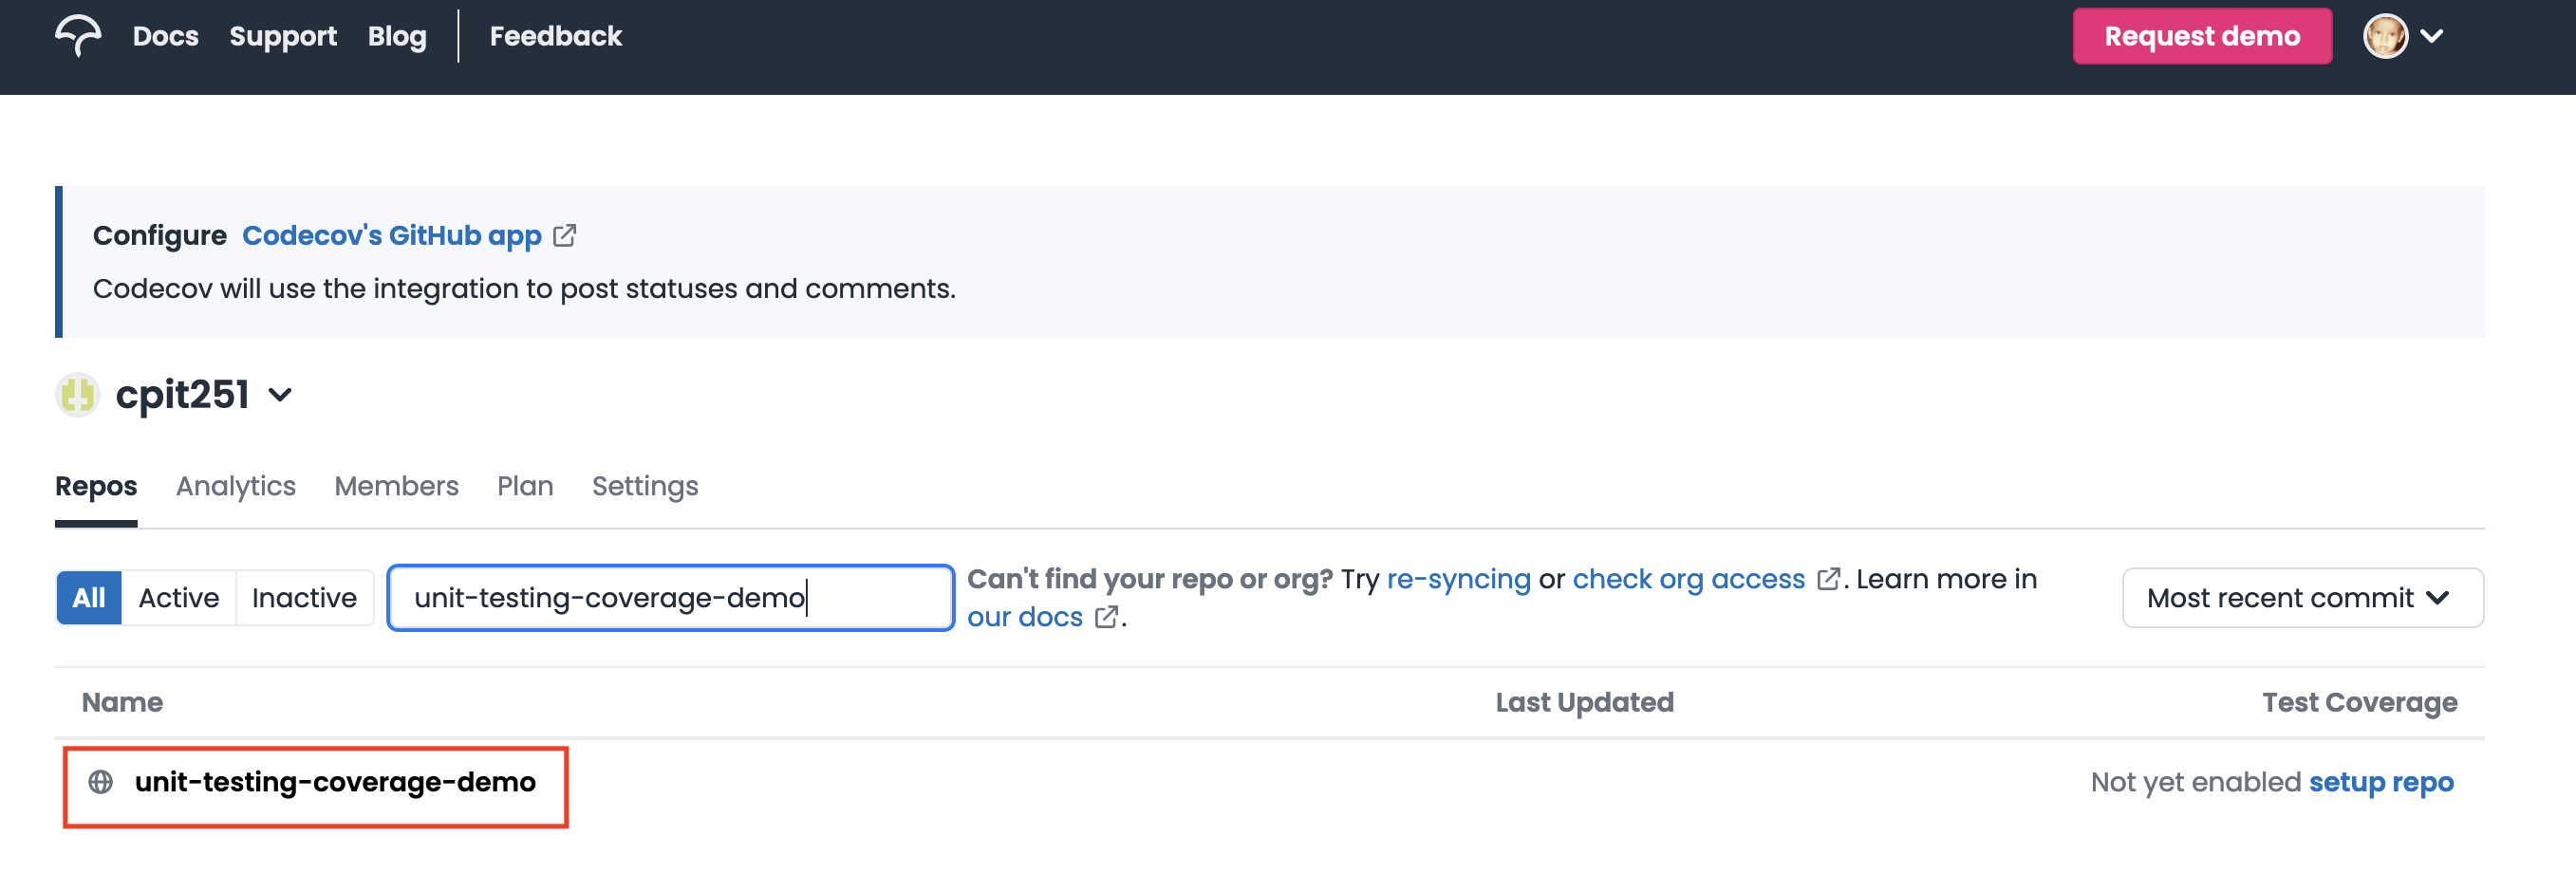 Docs Support Blog Feedback Request demo
Configure Codecov's GitHub app
Codecov will use the integration to post statuses and comments.
cpit251
Repos Analytics Members Plan Settings
All Active Inactive unit-testing-coverage-demo Can't find your repo or org? Try re-syncing or check org access . Learn more in
our docs .
Most recent commit
Name Last Updated Test Coverage
unit-testing-coverage-demo Not yet enabled setup repo